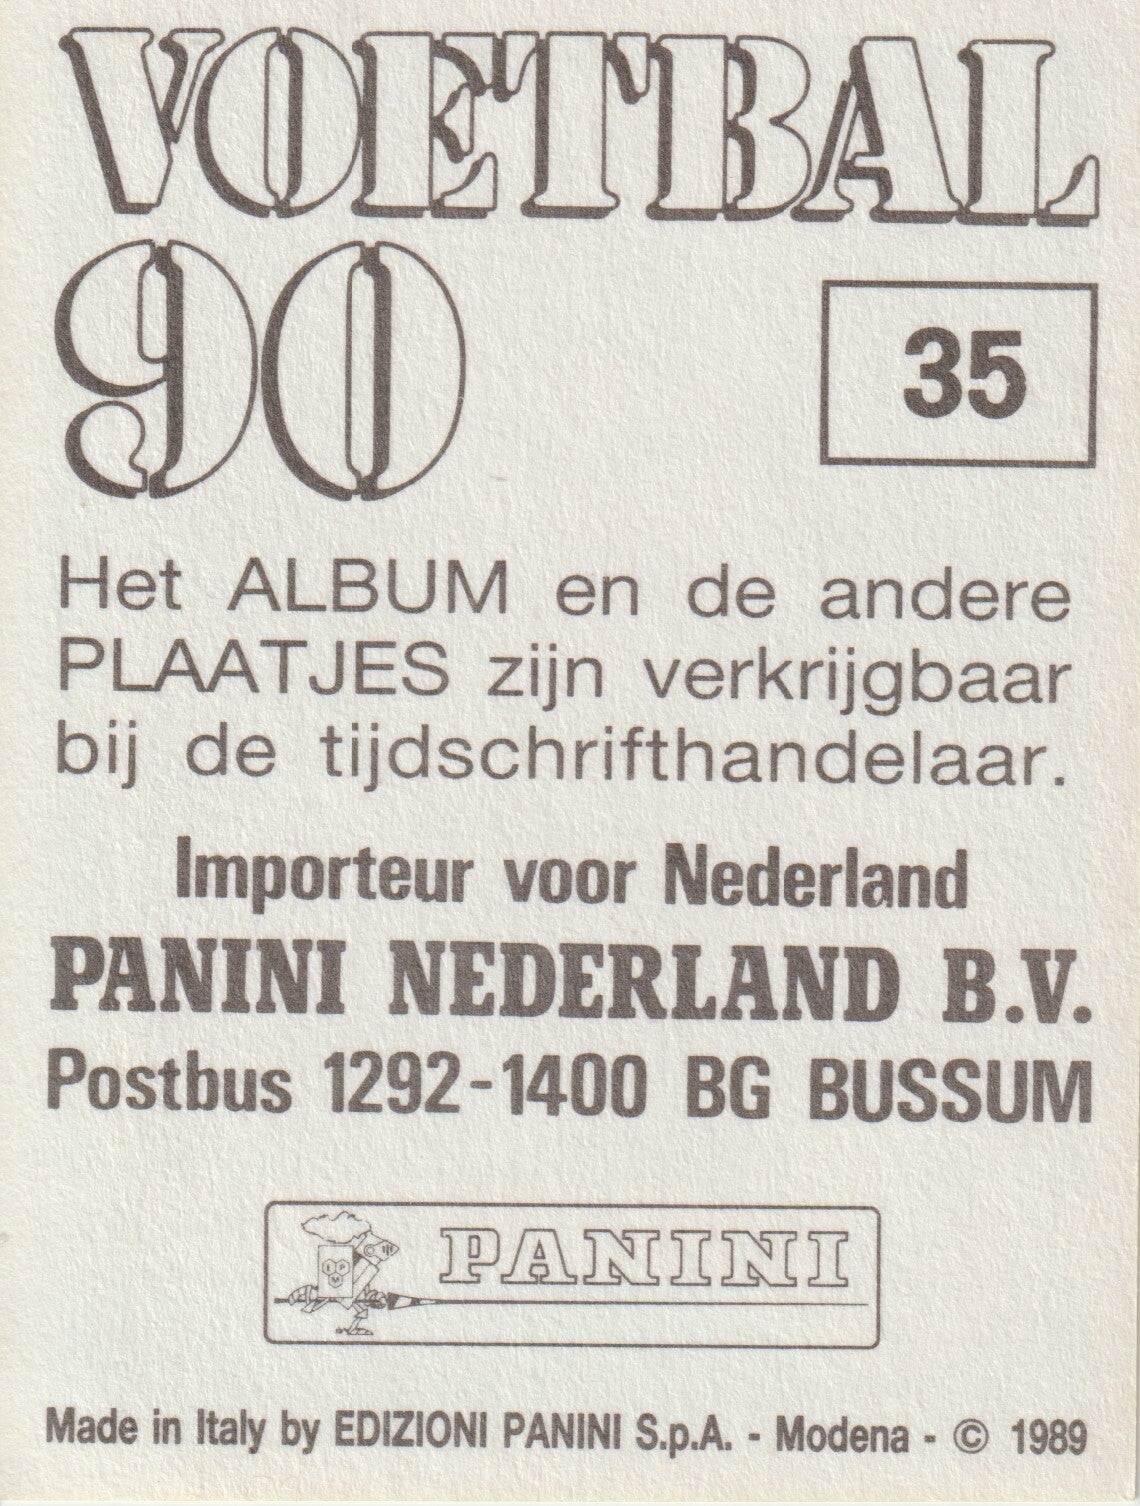 VOETBAL
90
35
Het ALBUM en de andere
PLAATJES zijn verkrijgbaar
bij de tijdschrifthandelaar.
Importeur voor Nederland
PANINI NEDERLAND B.V.
Postbus 1292-1400 BG BUSSUM
EPM
PANINI
Made in Italy by EDIZIONI PANINI S.p.A. - Modena - © 1989